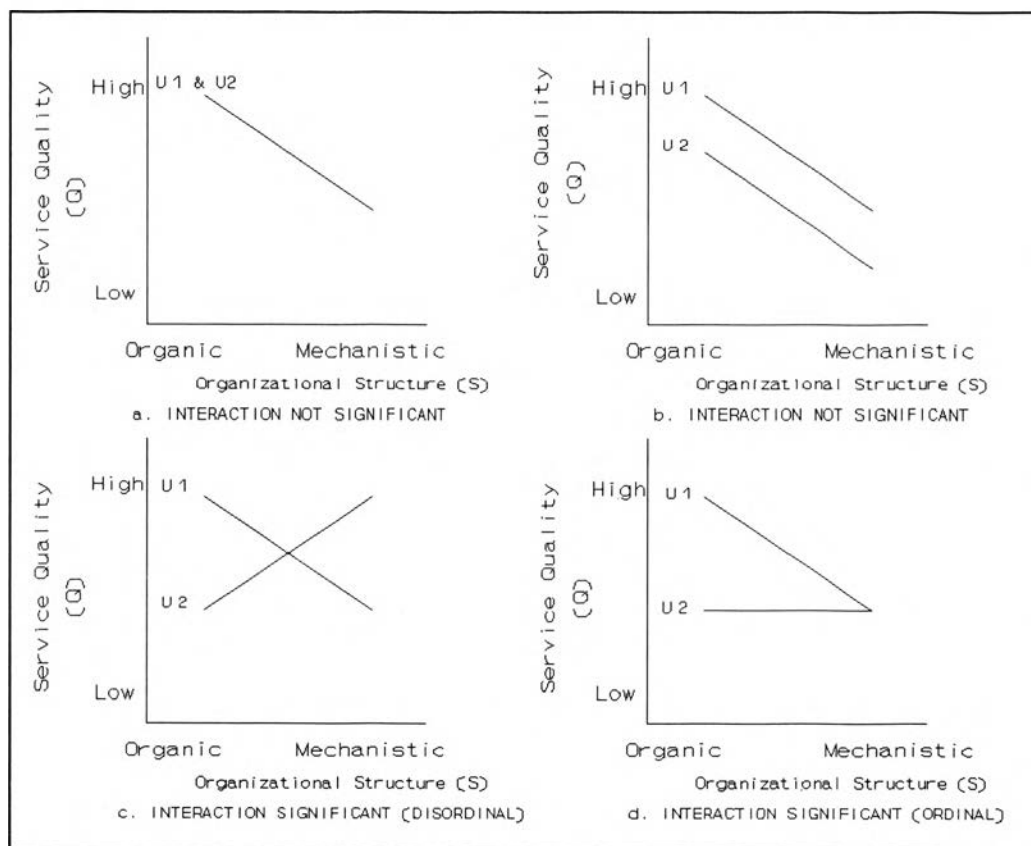 Service Quality
(Q)
High
U1 & U2
Low
Organic Mechanistic
Organizational Structure (S)
a. INTERACTION NOT SIGNIFICANT
Service Quality
(Q)
High
U1
U2
Low
Organic Mechanistic
Organizational Structure (S)
b. INTERACTION NOT SIGNIFICANT
Service Quality
(Q)
High
U1
U2
Low
Organic Mechanistic
Organizational Structure (S)
c. INTERACTION SIGNIFICANT (DISORDINAL)
Service Quality
(Q)
High
U1
U2
Low
Organic Mechanistic
Organizational Structure (S)
d. INTERACTION SIGNIFICANT (ORDINAL)